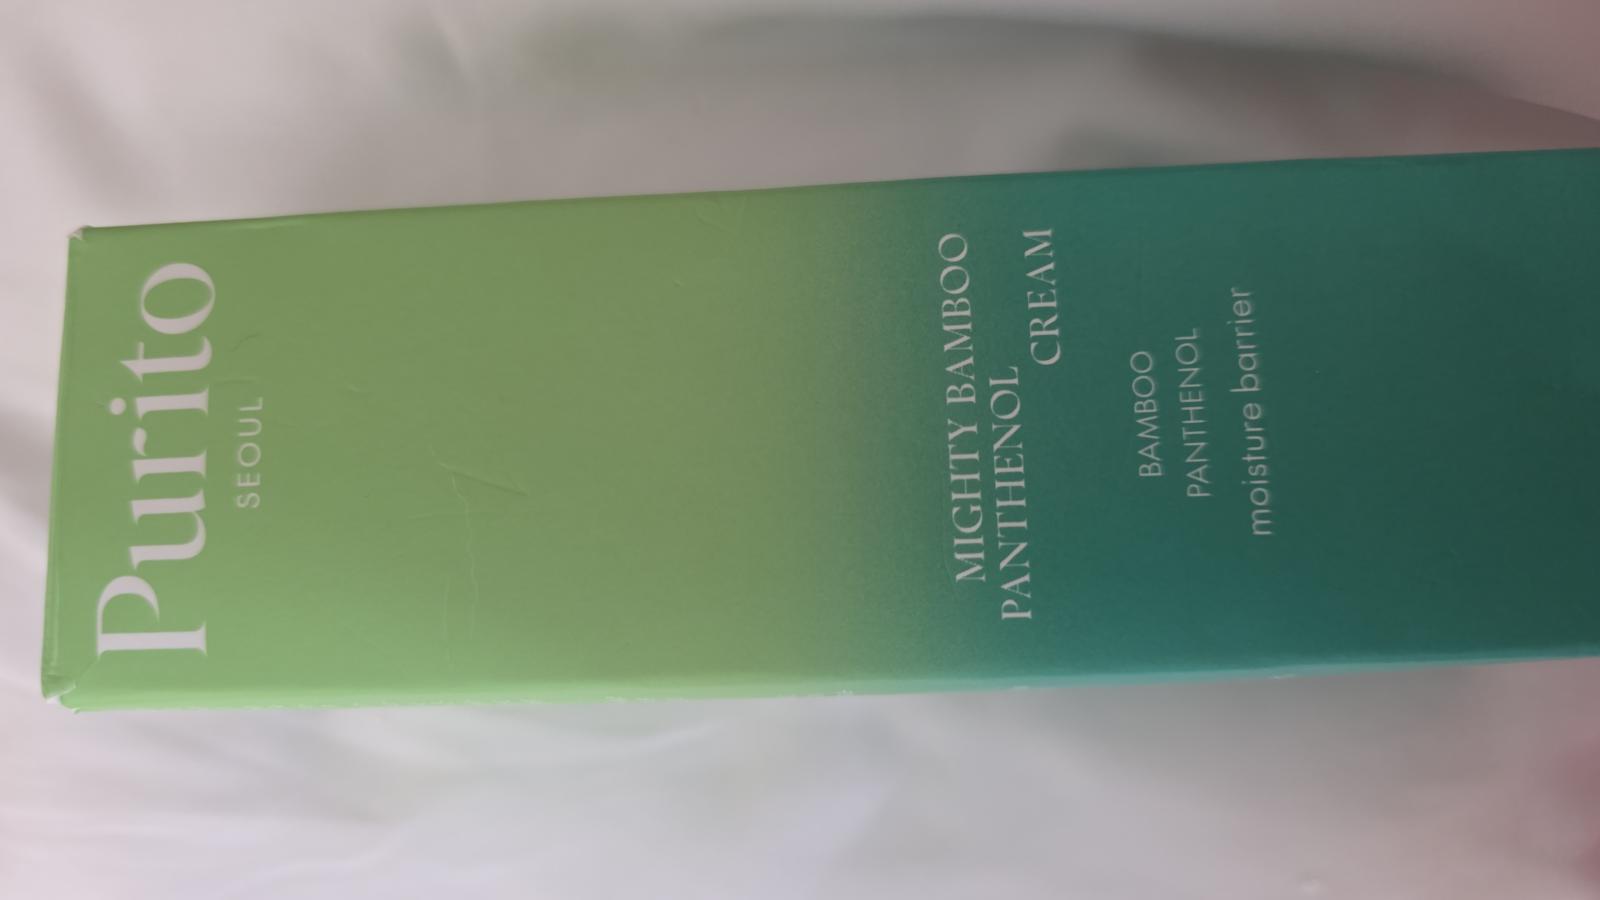 Purito
SEOUL
MIGHTY BAMBOO
PANTHENOL
CREAM
BAMBOO
PANTHENOL
moisture barrier